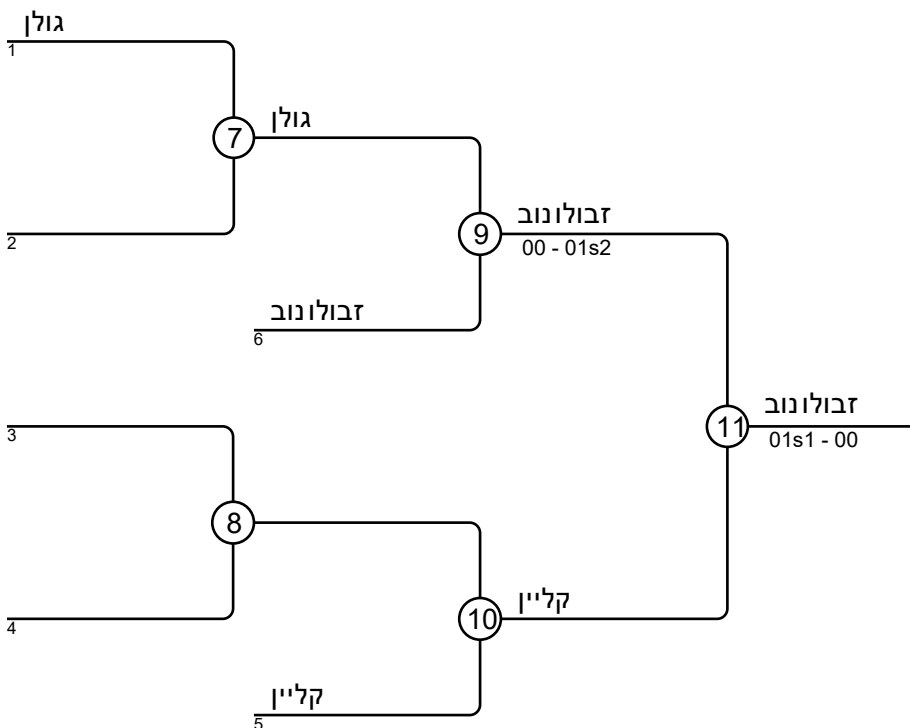 גולן
1
7
גולן
2
9
זבולונוב
00 - 01s2
זבולונוב
6
3
11
זבולונוב
01s1 - 00
8
4
10
קליין
קליין
5